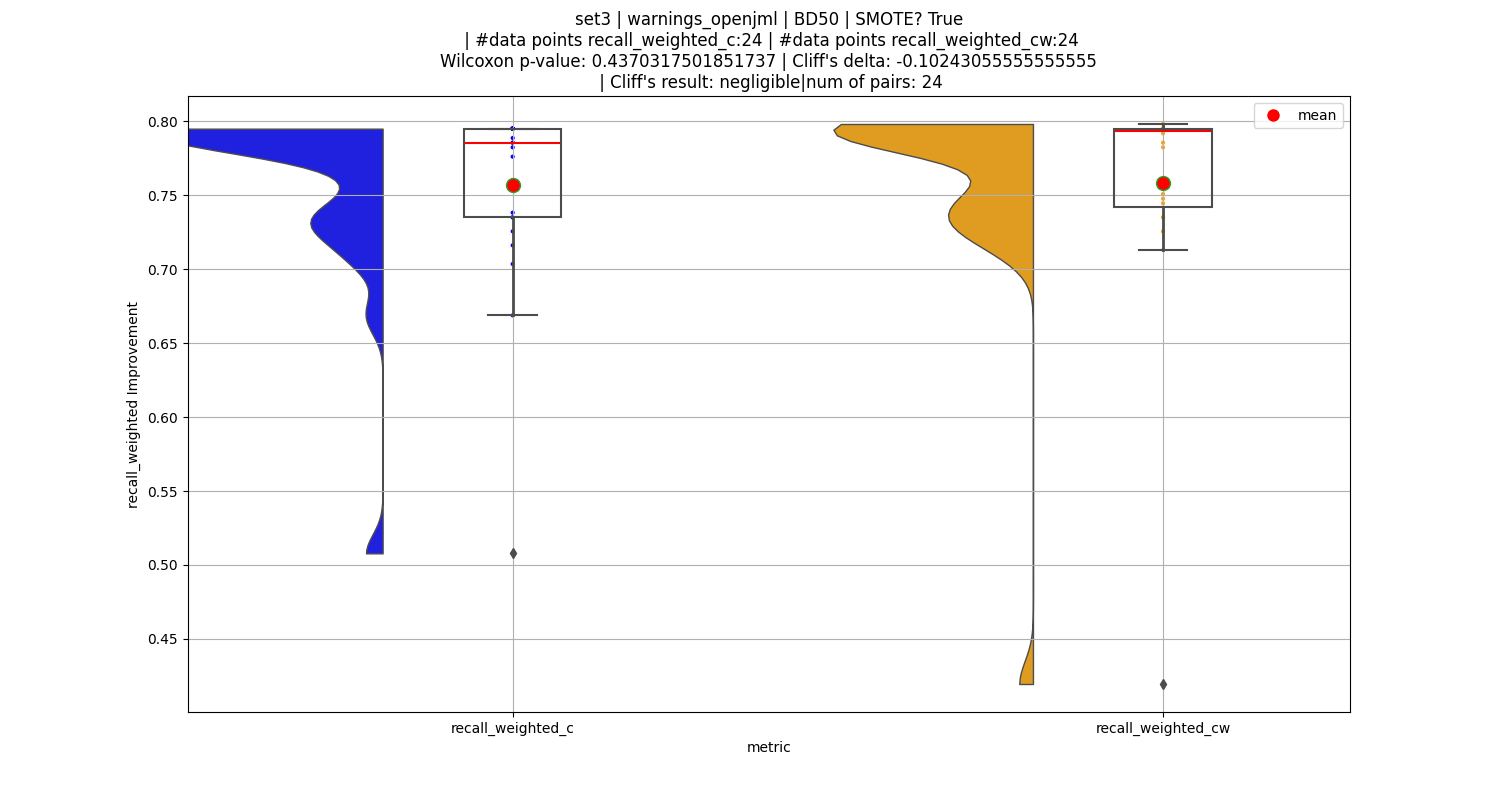 set3 | warnings_openjml | BD50 | SMOTE? True
| #data points recall_weighted_c:24 | #data points recall_weighted_cw:24
Wilcoxon p-value: 0.4370317501851737 | Cliff's delta: -0.10243055555555555
| Cliff's result: negligible|num of pairs: 24
mean
0.80
0.75
0.70
0.65
0.60
0.55
0.50
0.45
recall_weighted Improvement
recall_weighted_c
recall_weighted_cw
metric